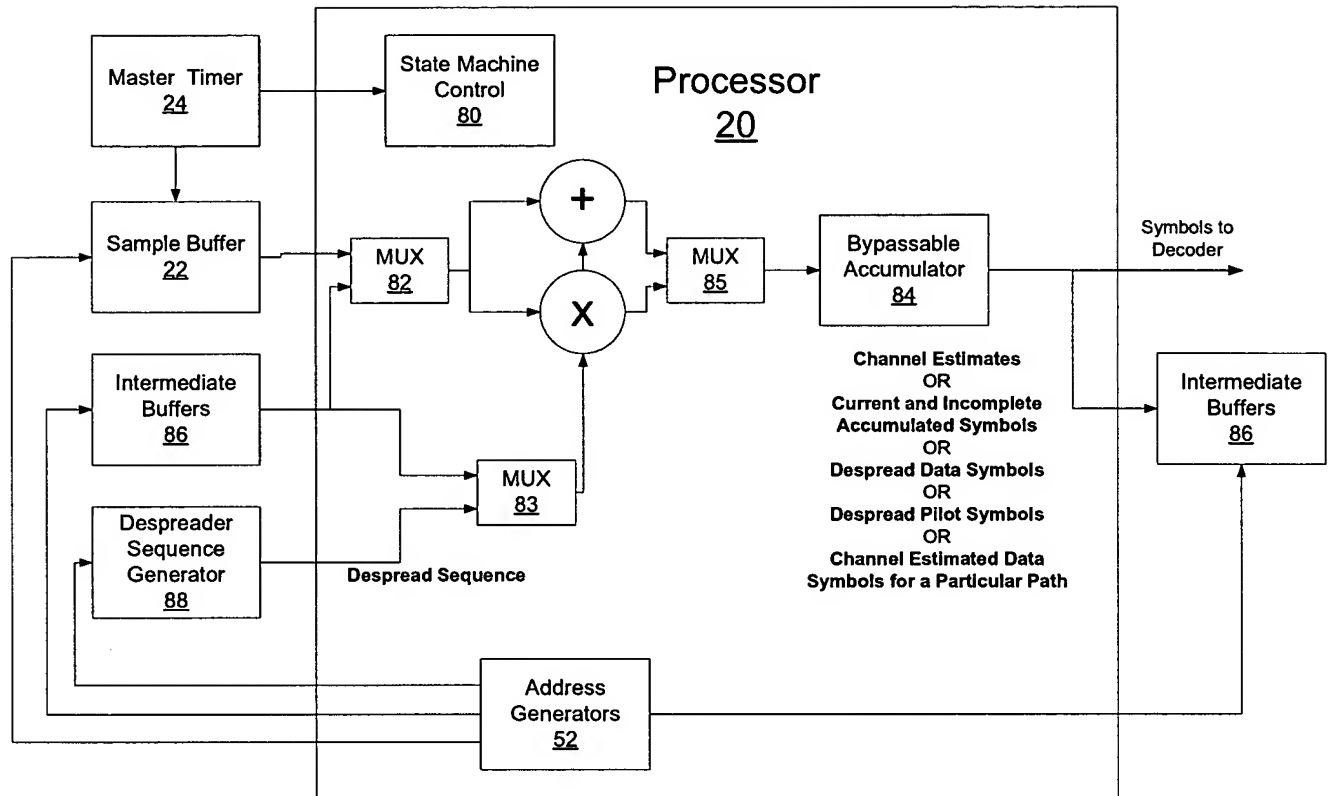 Master Timer
24
State Machine
Control
80
Processor
20
Sample Buffer
22
MUX
82
+
X
MUX
85
Bypassable
Accumulator
84
Symbols to
Decoder
Intermediate
Buffers
86
MUX
83
Channel Estimates
OR
Current and Incomplete
Accumulated Symbols
OR
Despread Data Symbols
OR
Despread Pilot Symbols
OR
Channel Estimated Data
Symbols for a Particular Path
Intermediate
Buffers
86
Despreader
Sequence
Generator
88
Despread Sequence
Address
Generators
52